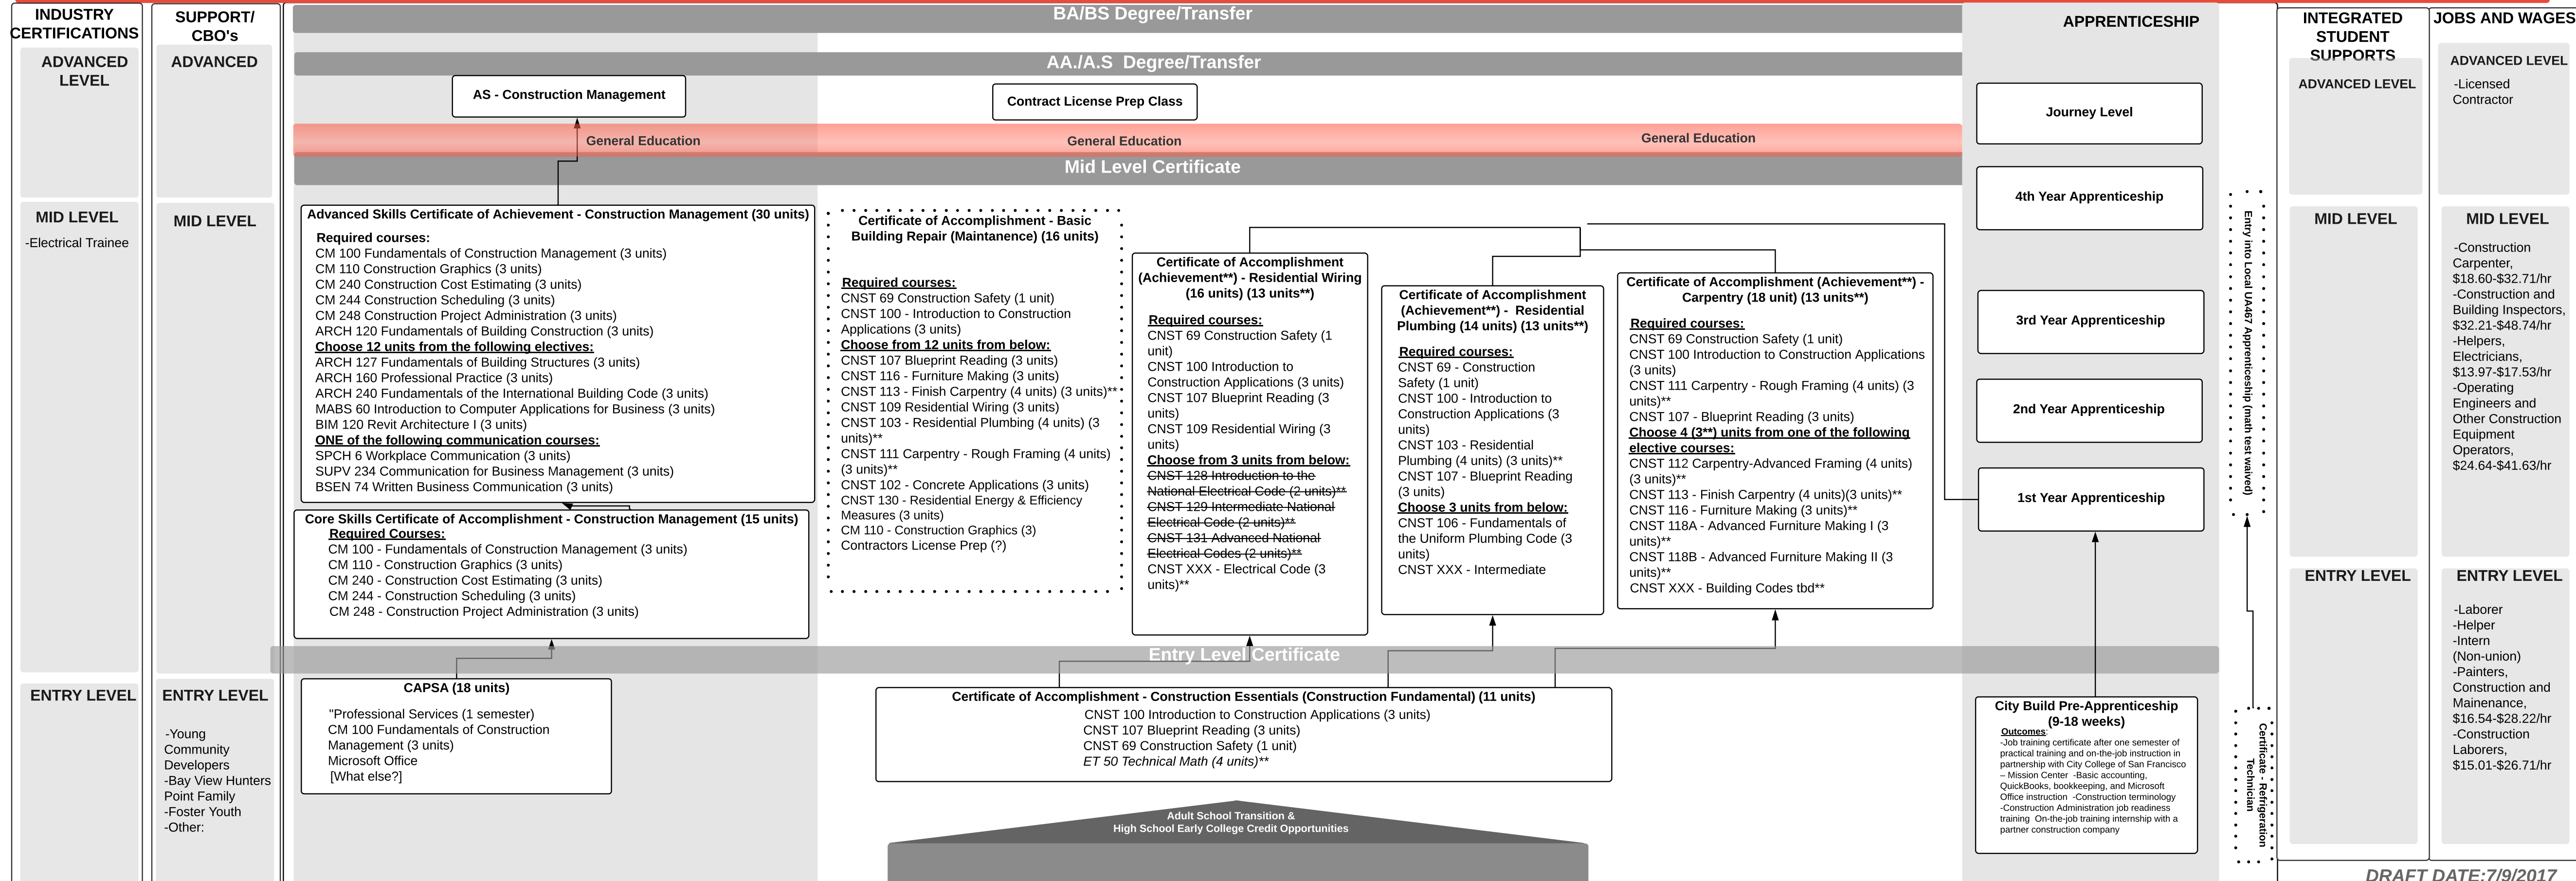 INDUSTRY
CERTIFICATIONS
ADVANCED
LEVEL
MID LEVEL
-Electrical Trainee
ENTRY LEVEL
SUPPORT/
CBO's
ADVANCED
MID LEVEL
ENTRY LEVEL
-Young
Community
Developers
-Bay View Hunters
Point Family
-Foster Youth
-Other:
BA/BS Degree/Transfer
AA./A.S  Degree/Transfer
AS - Construction Management
Contract License Prep Class
General Education
General Education
General Education
Mid Level Certificate
Advanced Skills Certificate of Achievement - Construction Management (30 units)
Required courses:
CM 100 Fundamentals of Construction Management (3 units)
CM 110 Construction Graphics (3 units)
CM 240 Construction Cost Estimating (3 units)
CM 244 Construction Scheduling (3 units)
CM 248 Construction Project Administration (3 units)
ARCH 120 Fundamentals of Building Construction (3 units)
Choose 12 units from the following electives:
ARCH 127 Fundamentals of Building Structures (3 units)
ARCH 160 Professional Practice (3 units)
ARCH 240 Fundamentals of the International Building Code (3 units)
MABS 60 Introduction to Computer Applications for Business (3 units)
BIM 120 Revit Architecture I (3 units)
ONE of the following communication courses:
SPCH 6 Workplace Communication (3 units)
SUPV 234 Communication for Business Management (3 units)
BSEN 74 Written Business Communication (3 units)
Core Skills Certificate of Accomplishment - Construction Management (15 units)
Required Courses:
CM 100 - Fundamentals of Construction Management (3 units)
CM 110 - Construction Graphics (3 units)
CM 240 - Construction Cost Estimating (3 units)
CM 244 - Construction Scheduling (3 units)
CM 248 - Construction Project Administration (3 units)
Certificate of Accomplishment - Basic
Building Repair (Maintanence) (16 units)
Required courses:
CNST 69 Construction Safety (1 unit)
CNST 100 - Introduction to Construction
Applications (3 units)
Choose from 12 units from below:
CNST 107 Blueprint Reading (3 units)
CNST 116 - Furniture Making (3 units)
CNST 113 - Finish Carpentry (4 units) (3 units)**
CNST 109 Residential Wiring (3 units)
CNST 103 - Residential Plumbing (4 units) (3
units)**
CNST 111 Carpentry - Rough Framing (4 units)
(3 units)**
CNST 102 - Concrete Applications (3 units)
CNST 130 - Residential Energy & Efficiency
Measures (3 units)
CM 110 - Construction Graphics (3)
Contractors License Prep (?)
Certificate of Accomplishment
(Achievement**) - Residential Wiring
(16 units) (13 units**)
Required courses:
CNST 69 Construction Safety (1
unit)
CNST 100 Introduction to
Construction Applications (3 units)
CNST 107 Blueprint Reading (3
units)
CNST 109 Residential Wiring (3
units)
Choose from 3 units from below:
CNST 128 Introduction to the
National Electrical Code (2 units)**
CNST 129 Intermediate National
Electrical Code (2 units)**
CNST 131 Advanced National
Electrical Codes (2 units)**
CNST XXX - Electrical Code (3
units)**
Certificate of Accomplishment
(Achievement**) -  Residential
Plumbing (14 units) (13 units**)
Required courses:
CNST 69 - Construction
Safety (1 unit)
CNST 100 - Introduction to
Construction Applications (3
units)
CNST 103 - Residential
Plumbing (4 units) (3 units)**
CNST 107 - Blueprint Reading
(3 units)
Choose 3 units from below:
CNST 106 - Fundamentals of
the Uniform Plumbing Code (3
units)
CNST XXX - Intermediate
Certificate of Accomplishment (Achievement**) -
Carpentry (18 unit) (13 units**)
Required courses:
CNST 69 Construction Safety (1 unit)
CNST 100 Introduction to Construction Applications
(3 units)
CNST 111 Carpentry - Rough Framing (4 units) (3
units)**
CNST 107 - Blueprint Reading (3 units)
Choose 4 (3**) units from one of the following
elective courses:
CNST 112 Carpentry-Advanced Framing (4 units)
(3 units)**
CNST 113 - Finish Carpentry (4 units)(3 units)**
CNST 116 - Furniture Making (3 units)**
CNST 118A - Advanced Furniture Making I (3
units)**
CNST 118B - Advanced Furniture Making II (3
units)**
CNST XXX - Building Codes tbd**
Entry Level Certificate
CAPSA (18 units)
"Professional Services (1 semester)
CM 100 Fundamentals of Construction
Management (3 units)
Microsoft Office
[What else?]
Certificate of Accomplishment - Construction Essentials (Construction Fundamental) (11 units)
CNST 100 Introduction to Construction Applications (3 units)
CNST 107 Blueprint Reading (3 units)
CNST 69 Construction Safety (1 unit)
ET 50 Technical Math (4 units)**
Adult School Transition &
High School Early College Credit Opportunities
APPRENTICESHIP
Journey Level
4th Year Apprenticeship
3rd Year Apprenticeship
2nd Year Apprenticeship
1st Year Apprenticeship
City Build Pre-Apprenticeship
(9-18 weeks)
Outcomes:
-Job training certificate after one semester of
practical training and on-the-job instruction in
partnership with City College of San Francisco
– Mission Center  -Basic accounting,
QuickBooks, bookkeeping, and Microsoft
Office instruction  -Construction terminology
-Construction Administration job readiness
training  On-the-job training internship with a
partner construction company
Entry into Local UA467 Apprenticeship (math test waived)
Certificate - Refrigeration
Technician
INTEGRATED
STUDENT
SUPPORTS
ADVANCED LEVEL
MID LEVEL
ENTRY LEVEL
JOBS AND WAGES
ADVANCED LEVEL
-Licensed
Contractor
MID LEVEL
-Construction
Carpenter,
$18.60-$32.71/hr
-Construction and
Building Inspectors,
$32.21-$48.74/hr
-Helpers,
Electricians,
$13.97-$17.53/hr
-Operating
Engineers and
Other Construction
Equipment
Operators,
$24.64-$41.63/hr
ENTRY LEVEL
-Laborer
-Helper
-Intern
(Non-union)
-Painters,
Construction and
Mainenance,
$16.54-$28.22/hr
-Construction
Laborers,
$15.01-$26.71/hr
DRAFT DATE:7/9/2017